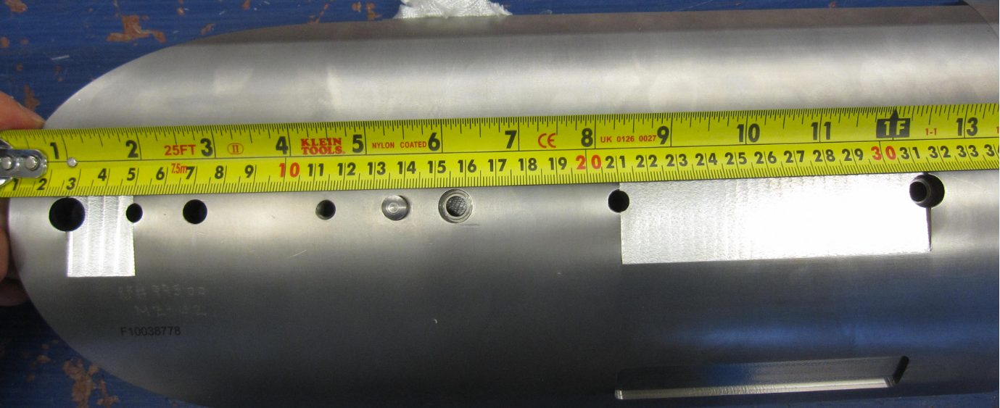 1 2 25FT 3 II 4 KLEIN TOOLS® 5 NYLON COATED 6 7 CE 8 UK 0126 0027 9 10 11 1F 1-1 13
1 2 3 4 5 6 7.5m 7 8 9 10 11 12 13 14 15 16 17 18 19 20 21 22 23 24 25 26 27 28 29 30 31 32 33
F10038778